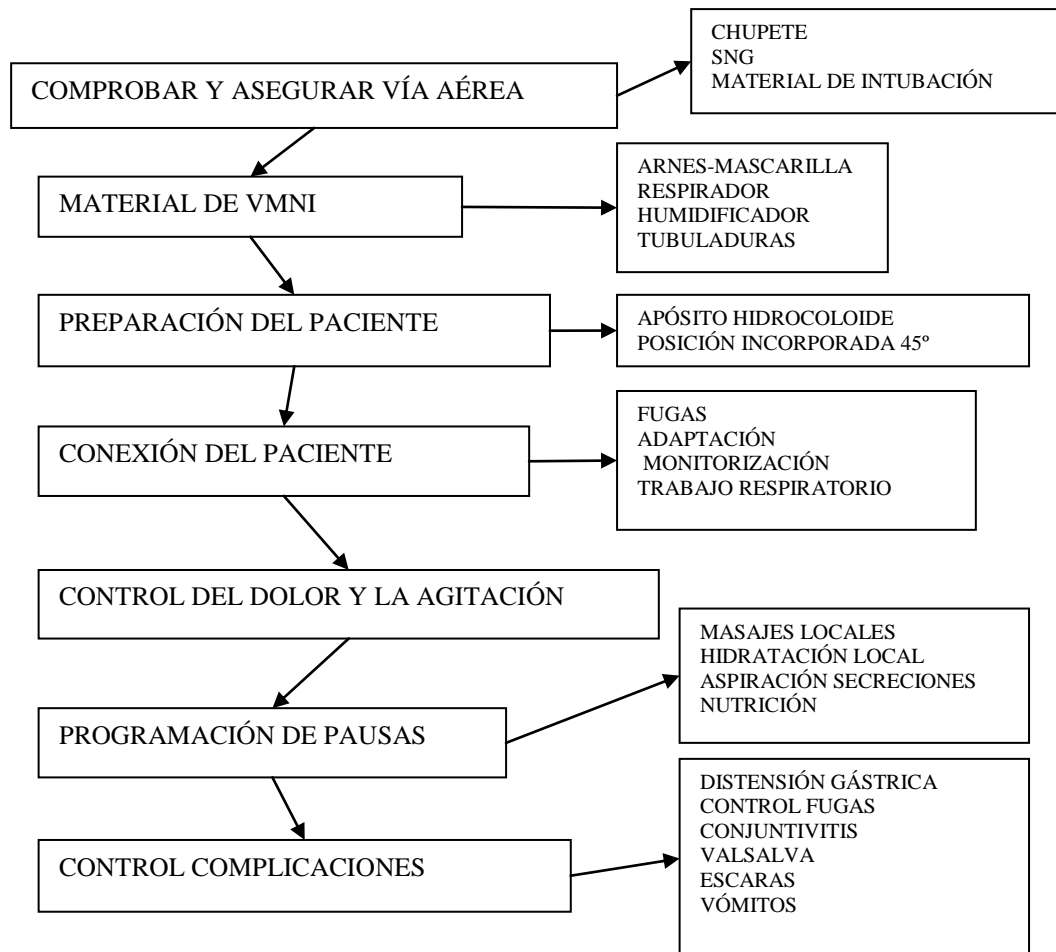 CHUPETE
SNG
MATERIAL DE INTUBACIÓN
COMPROBAR Y ASEGURAR VÍA AÉREA
ARNES-MASCARILLA
RESPIRADOR
HUMIDIFICADOR
TUBULADURAS
MATERIAL DE VMNI
PREPARACIÓN DEL PACIENTE
APÓSITO HIDROCOLOIDE
POSICIÓN INCORPORADA 45º
FUGAS
ADAPTACIÓN
MONITORIZACIÓN
TRABAJO RESPIRATORIO
CONEXIÓN DEL PACIENTE
CONTROL DEL DOLOR Y LA AGITACIÓN
MASAJES LOCALES
HIDRATACIÓN LOCAL
ASPIRACIÓN SECRECIONES
NUTRICIÓN
PROGRAMACIÓN DE PAUSAS
DISTENSIÓN GÁSTRICA
CONTROL FUGAS
CONJUNTIVITIS
VALSALVA
ESCARAS
VÓMITOS
CONTROL COMPLICACIONES